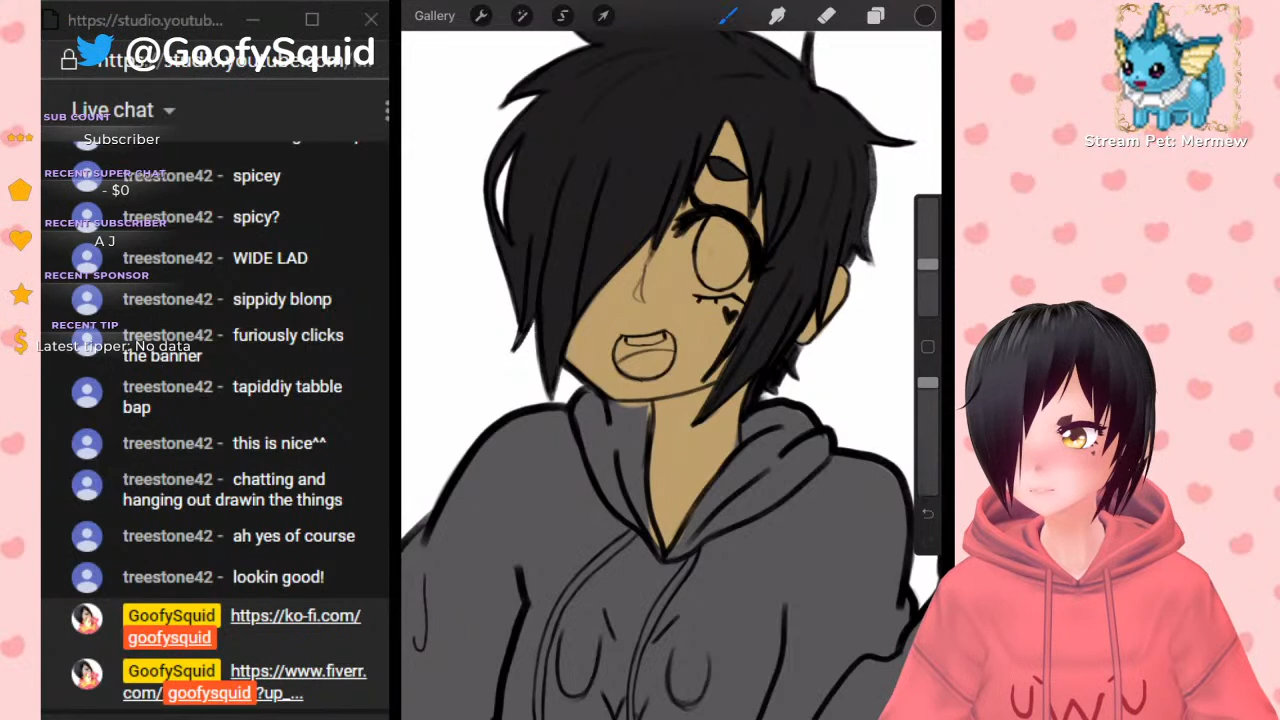 https://studio.youtub...
@GoofySquid
Live chat
SUB COUNT
Subscriber
RECENT SUPER CHAT
- $0
RECENT SUBSCRIBER
A J
RECENT SPONSOR
RECENT TIP
Latest tipper: No data
treestone42 - spicey
treestone42 - spicy?
treestone42 - WIDE LAD
treestone42 - sippidy blonp
treestone42 - furiously clicks
the banner
treestone42 - tapiddiy tabble
bap
treestone42 - this is nice^^
treestone42 - chatting and
hanging out drawin the things
treestone42 - ah yes of course
treestone42 - lookin good!
GoofySquid https://ko-fi.com/
goofysquid
GoofySquid https://www.fiverr.
com/goofysquid?up_...
Gallery
Stream Pet: Mermew
UwU
UWU